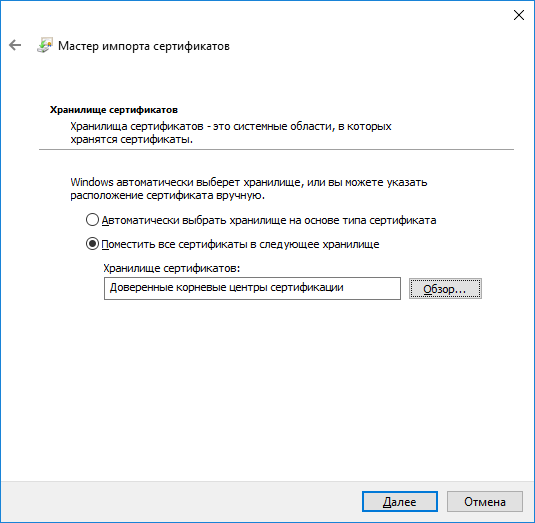 Мастер импорта сертификатов
Хранилище сертификатов
Хранилища сертификатов - это системные области, в которых
хранятся сертификаты.
Windows автоматически выберет хранилище, или вы можете указать
расположение сертификата вручную.
Автоматически выбрать хранилище на основе типа сертификата
Поместить все сертификаты в следующее хранилище
Хранилище сертификатов:
Доверенные корневые центры сертификации
Обзор...
Далее
Отмена